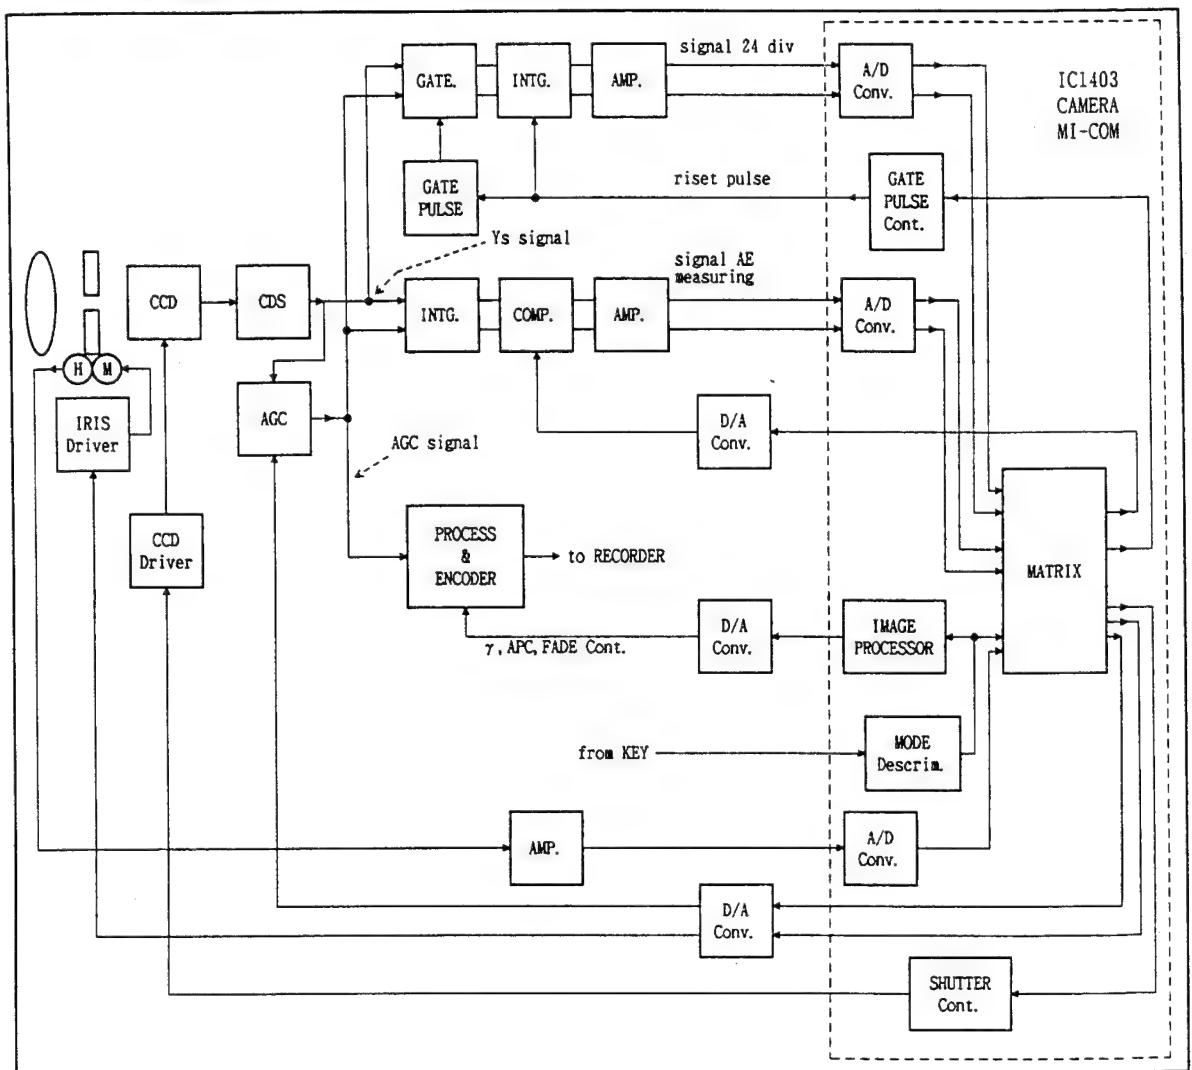 signal 24 div
GATE.
INTG.
AMP.
A/D
Conv.
IC1403
CAMERA
MI-COM
GATE
PULSE
riset pulse
GATE
PULSE
Cont.
Ys signal
CCD
CDS
signal AE
measuring
INTG.
COMP.
AMP.
A/D
Conv.
H
M
IRIS
Driver
AGC
D/A
Conv.
AGC signal
CCD
Driver
PROCESS
&
ENCODER
to RECORDER
MATRIX
γ, APC, FADE Cont.
D/A
Conv.
IMAGE
PROCESSOR
from KEY
MODE
Descrim.
AMP.
A/D
Conv.
D/A
Conv.
SHUTTER
Cont.